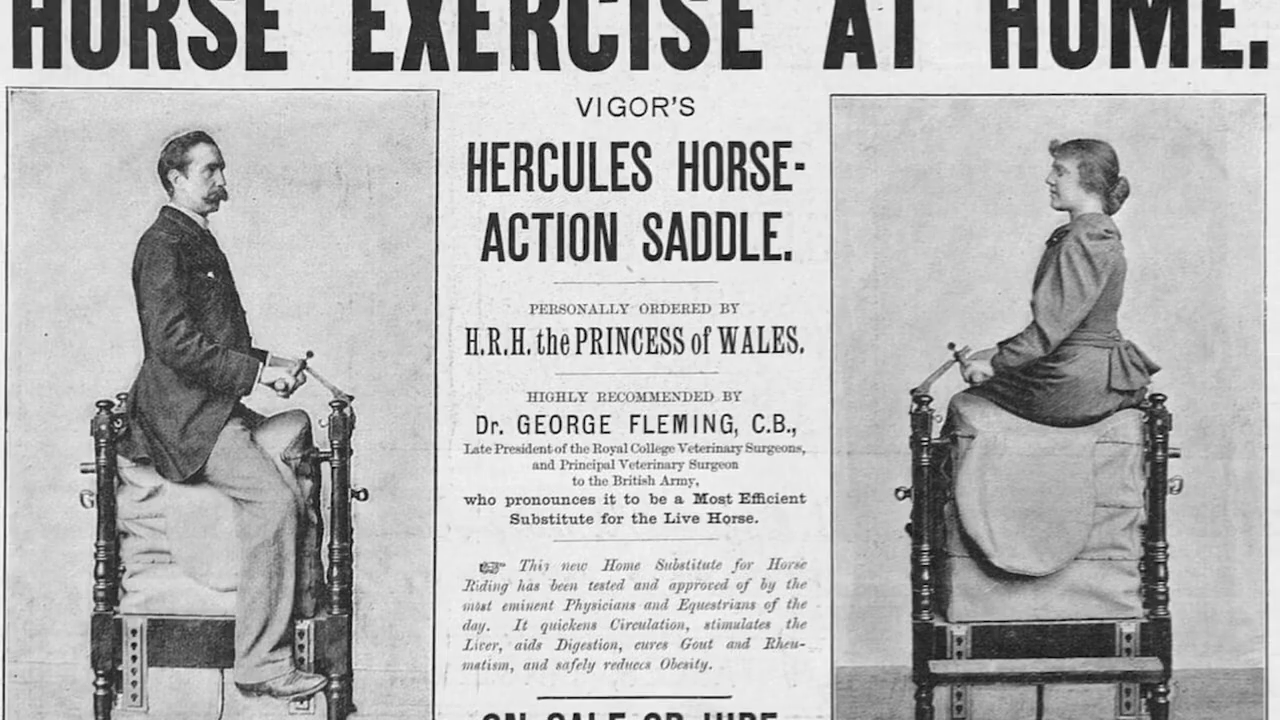 HORSE EXERCISE AT HOME.
VIGOR'S
HERCULES HORSE-
ACTION SADDLE.
PERSONALLY ORDERED BY
H.R.H. the PRINCESS of WALES.
HIGHLY RECOMMENDED BY
Dr. GEORGE FLEMING, C.B.,
Late President of the Royal College Veterinary Surgeons,
and Principal Veterinary Surgeon
to the British Army,
who pronounces it to be a Most Efficient
Substitute for the Live Horse.
☞ This new Home Substitute for Horse
Riding has been tested and approved of by the
most eminent Physicians and Equestrians of the
day. It quickens Circulation, stimulates the
Liver, aids Digestion, cures Gout and Rheu-
matism, and safely reduces Obesity.
ON SALE OR HIRE